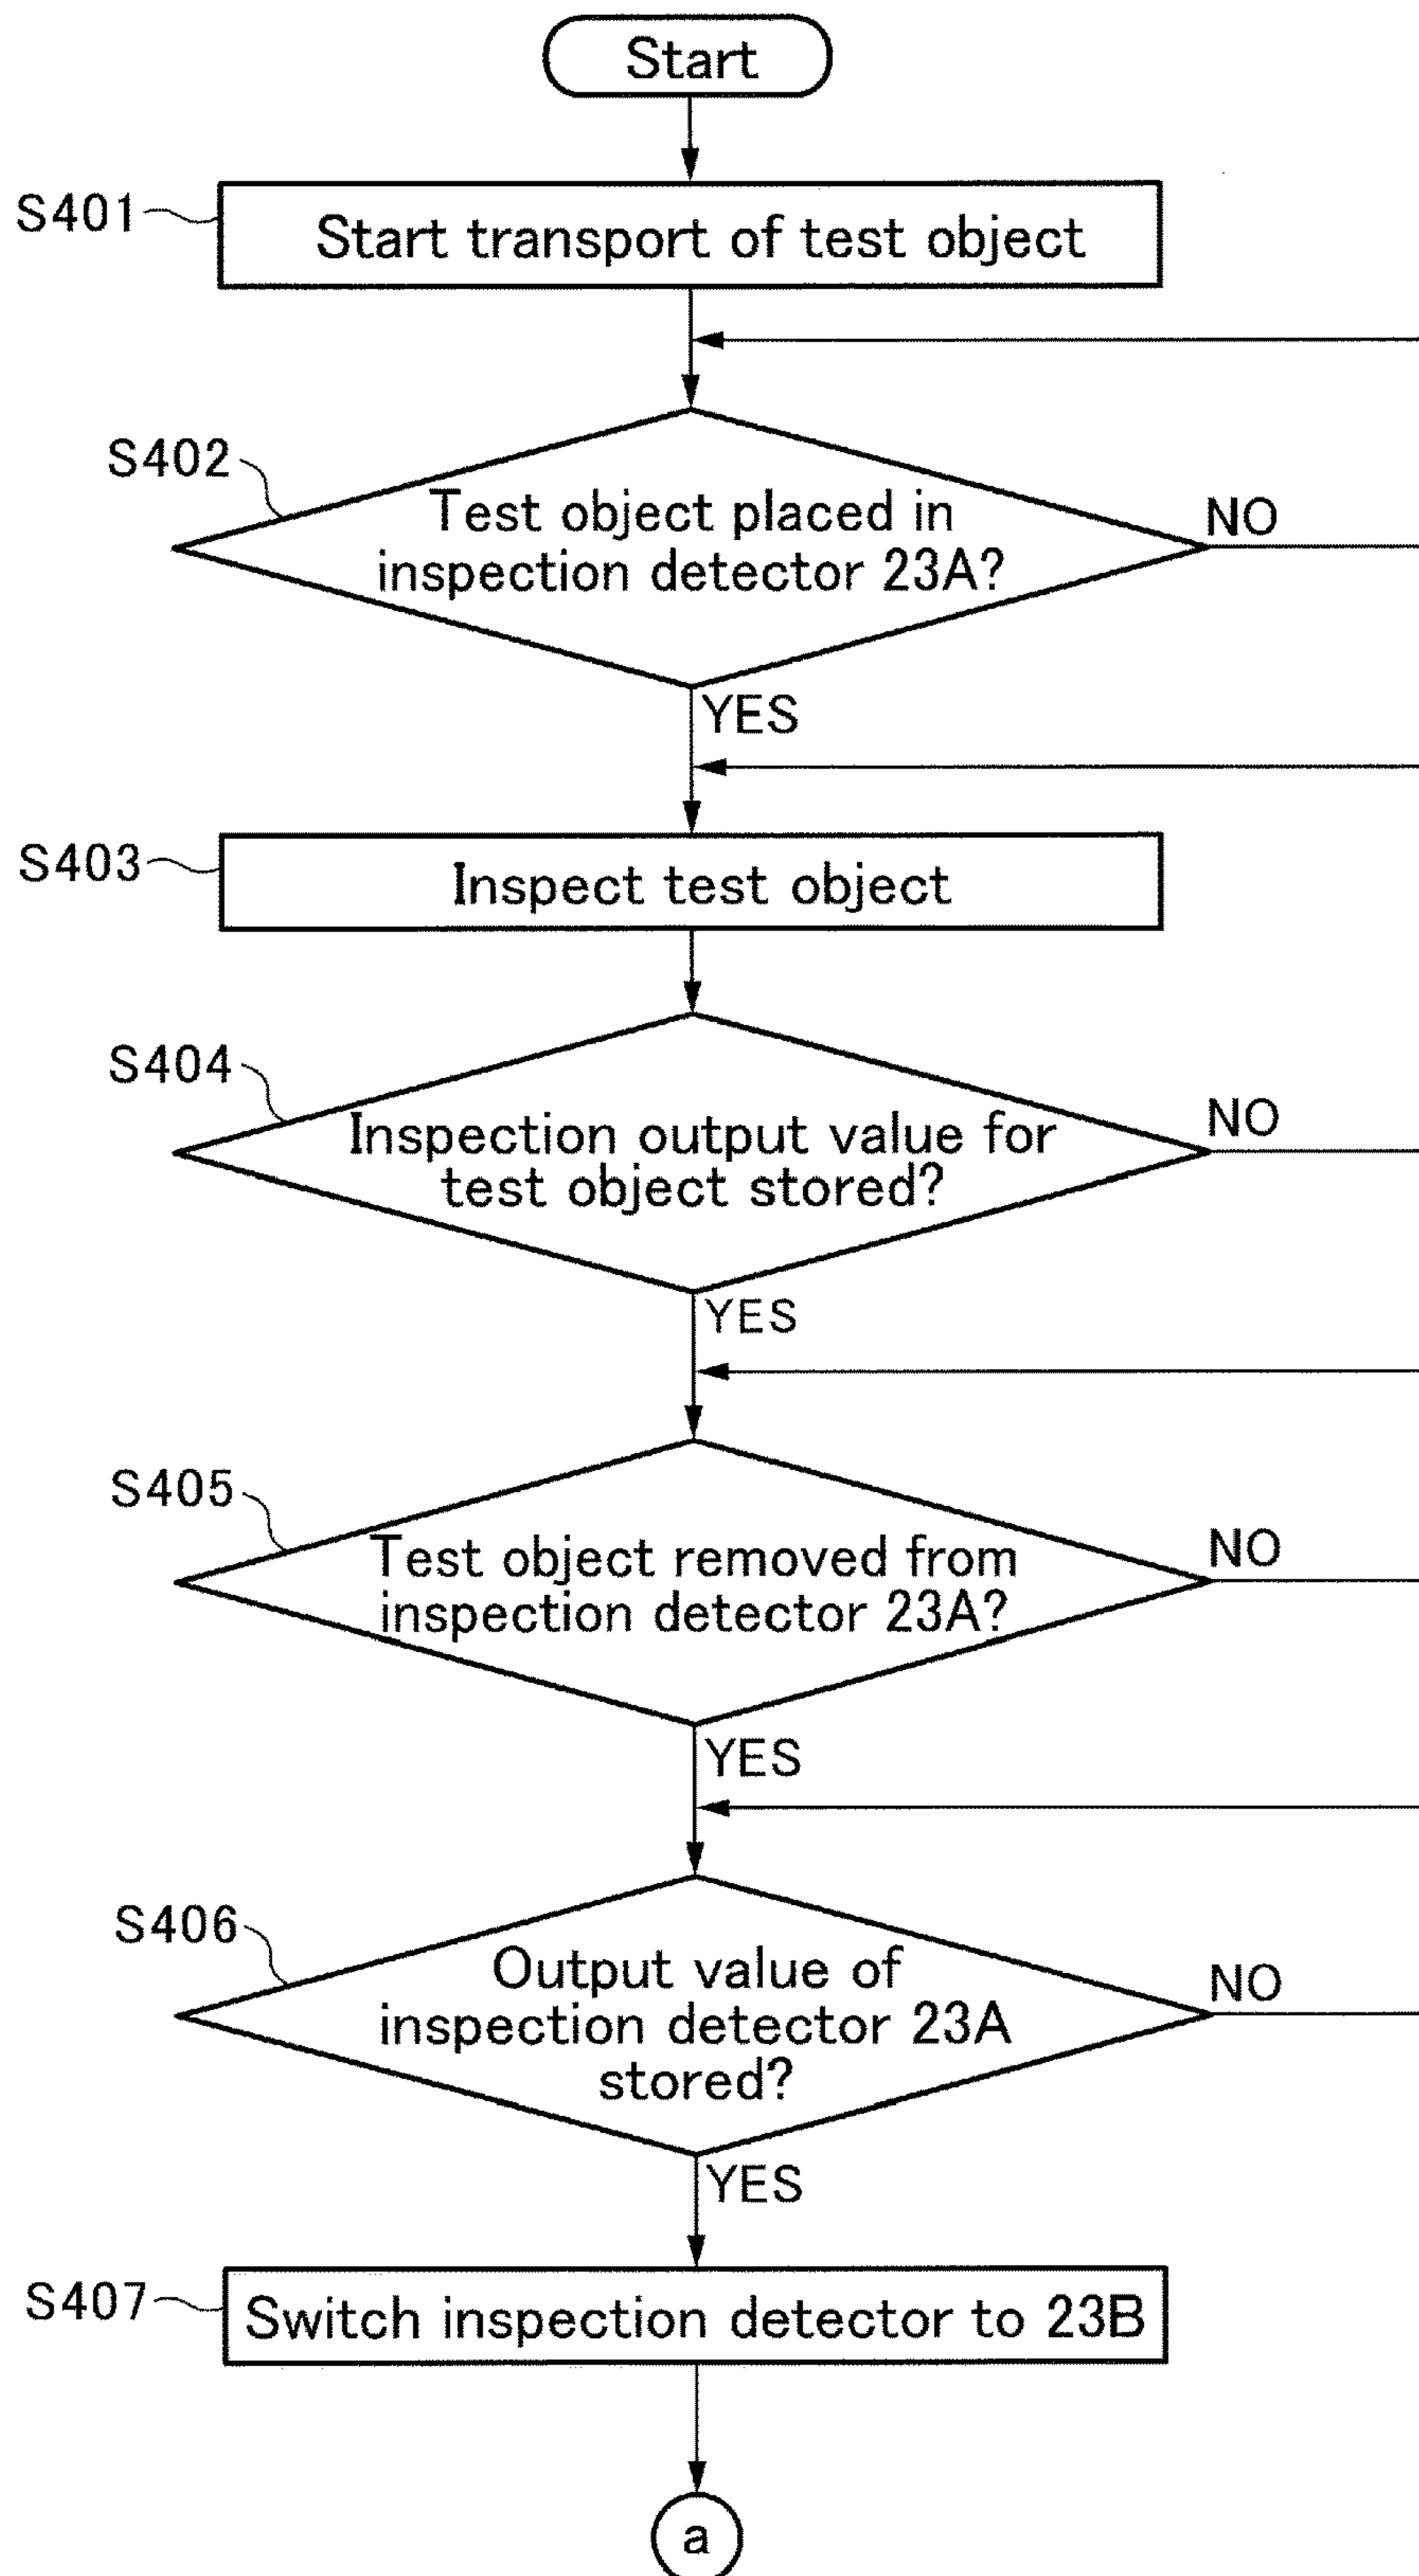 Start
S401
Start transport of test object
S402
Test object placed in
inspection detector 23A?
NO
YES
S403
Inspect test object
S404
Inspection output value for
test object stored?
NO
YES
S405
Test object removed from
inspection detector 23A?
NO
YES
S406
Output value of
inspection detector 23A
stored?
NO
YES
S407
Switch inspection detector to 23B
a